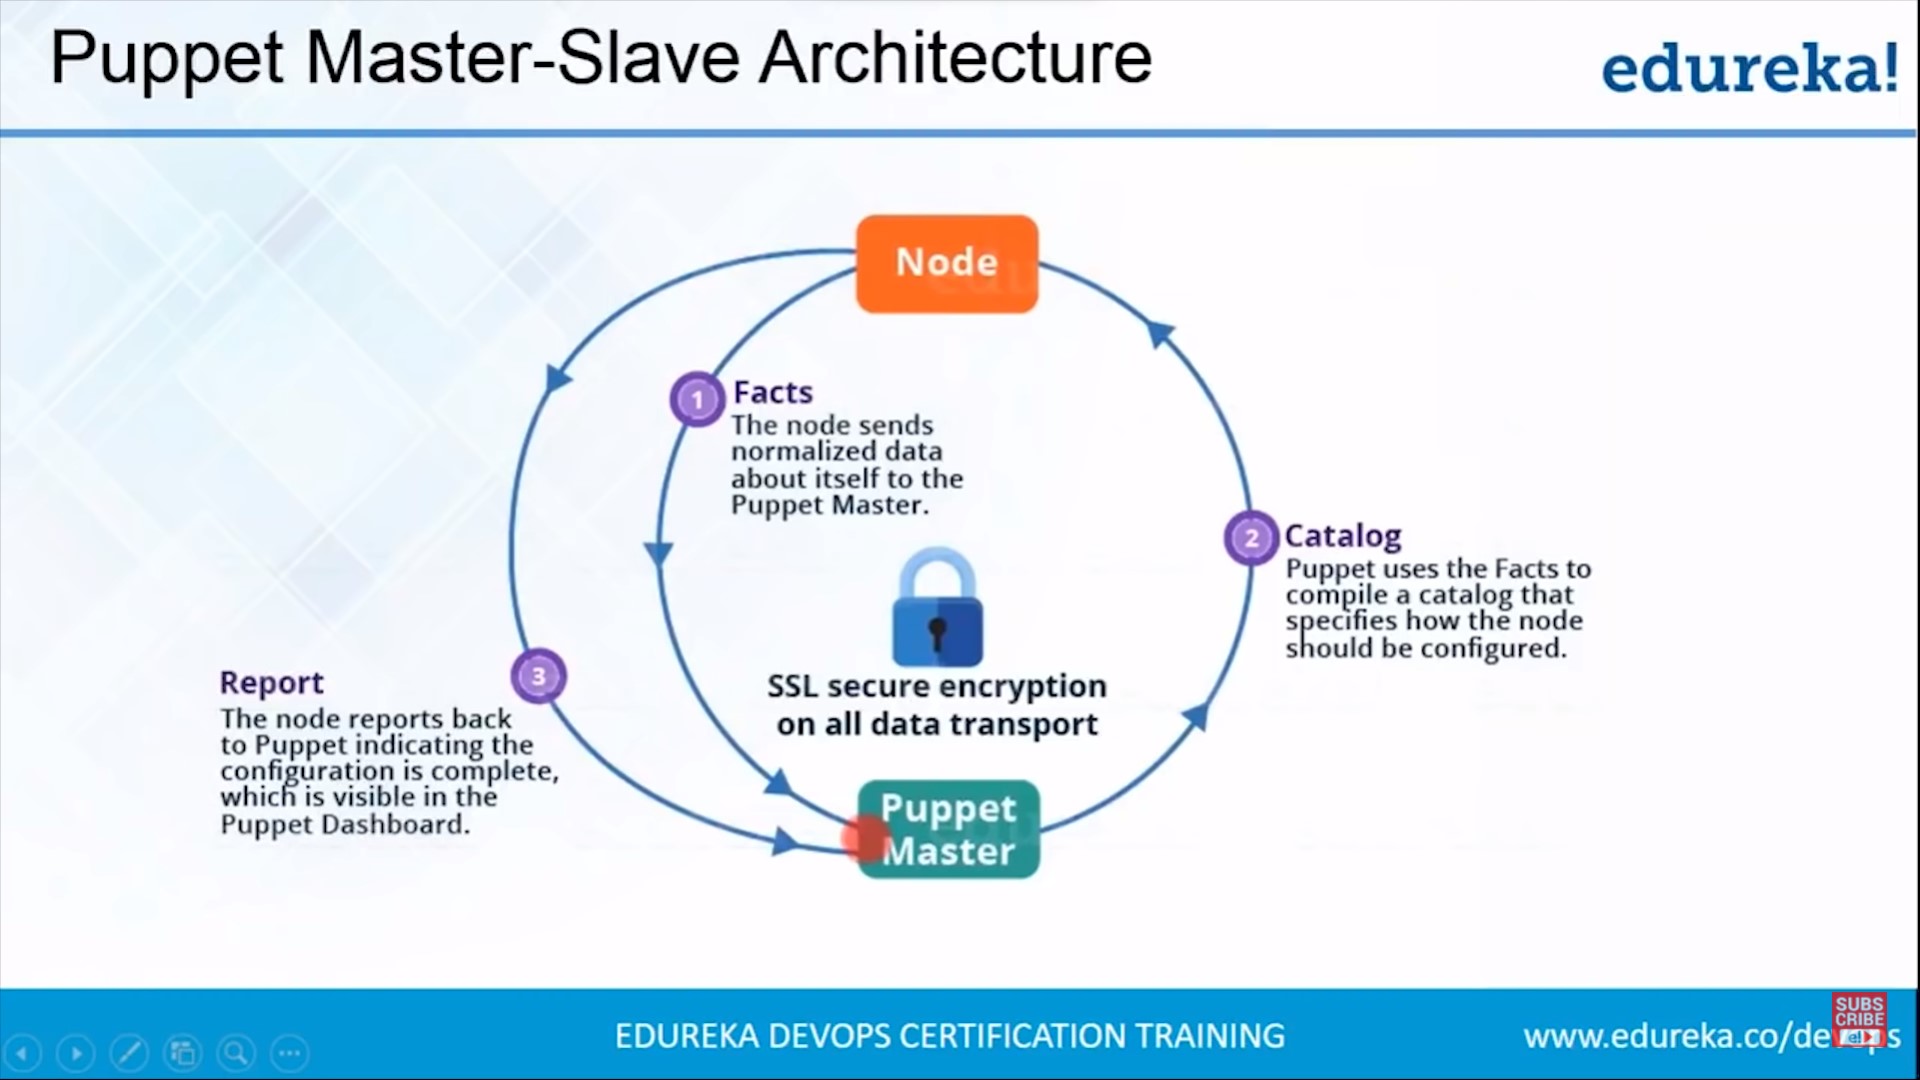 Puppet Master-Slave Architecture
edureka!
Node
1
Facts
The node sends
normalized data
about itself to the
Puppet Master.
2
Catalog
Puppet uses the Facts to
compile a catalog that
specifies how the node
should be configured.
SSL secure encryption
on all data transport
3
Report
The node reports back
to Puppet indicating the
configuration is complete,
which is visible in the
Puppet Dashboard.
Puppet
Master
EDUREKA DEVOPS CERTIFICATION TRAINING
www.edureka.co/devops
SUBS
CRIBE
e!